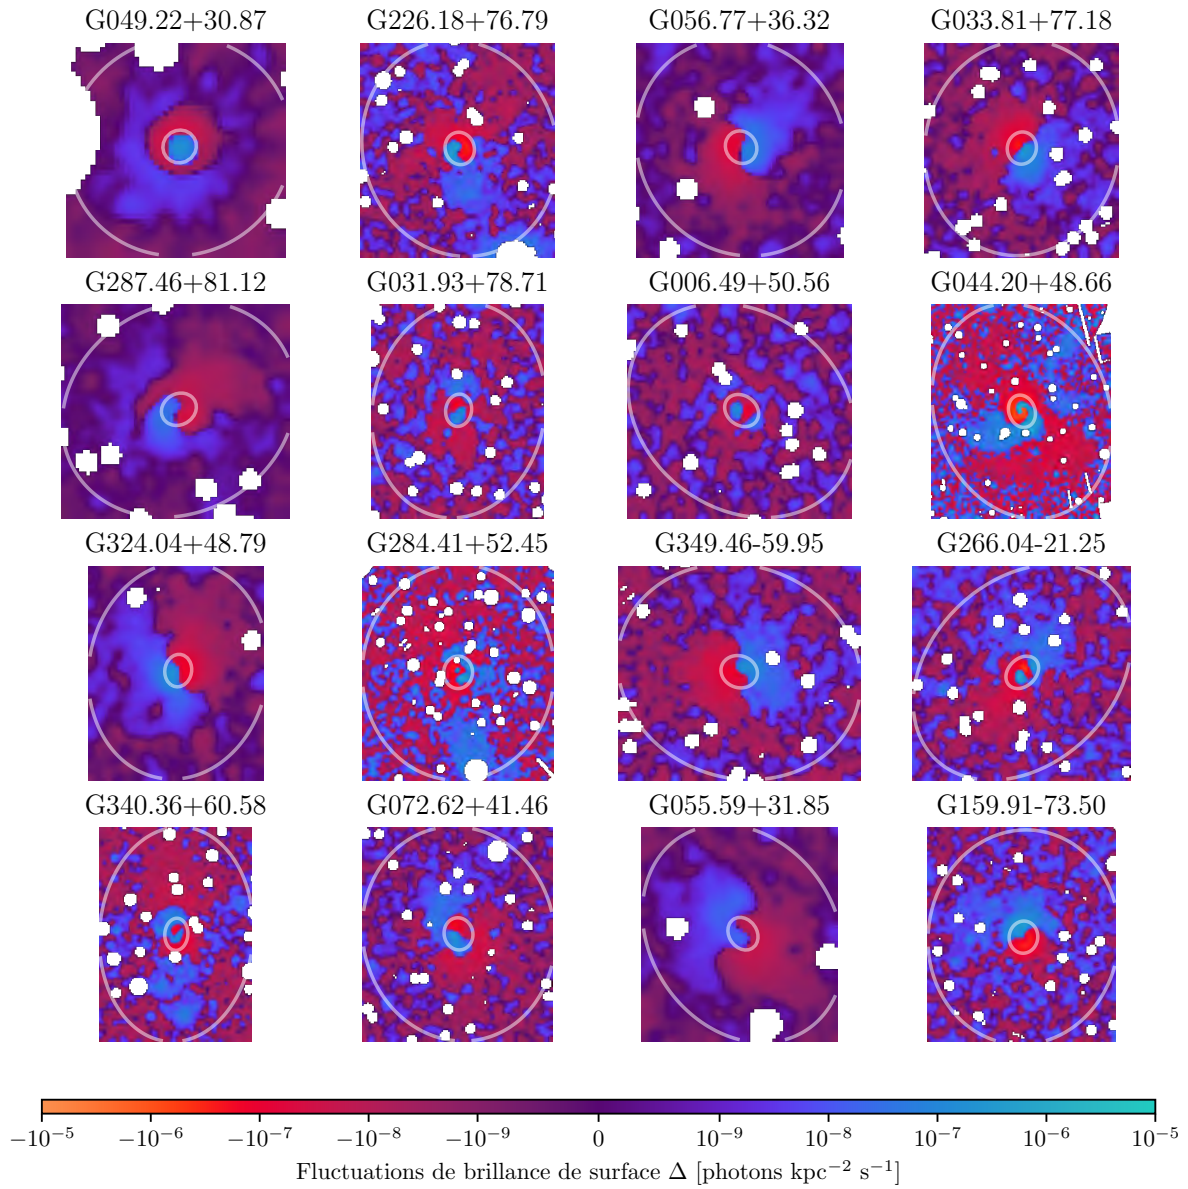 G049.22+30.87 G226.18+76.79 G056.77+36.32 G033.81+77.18
G287.46+81.12 G031.93+78.71 G006.49+50.56 G044.20+48.66
G324.04+48.79 G284.41+52.45 G349.46-59.95 G266.04-21.25
G340.36+60.58 G072.62+41.46 G055.59+31.85 G159.91-73.50
−10⁻⁵ −10⁻⁶ −10⁻⁷ −10⁻⁸ −10⁻⁹ 0 10⁻⁹ 10⁻⁸ 10⁻⁷ 10⁻⁶ 10⁻⁵
Fluctuations de brillance de surface Δ [photons kpc⁻² s⁻¹]